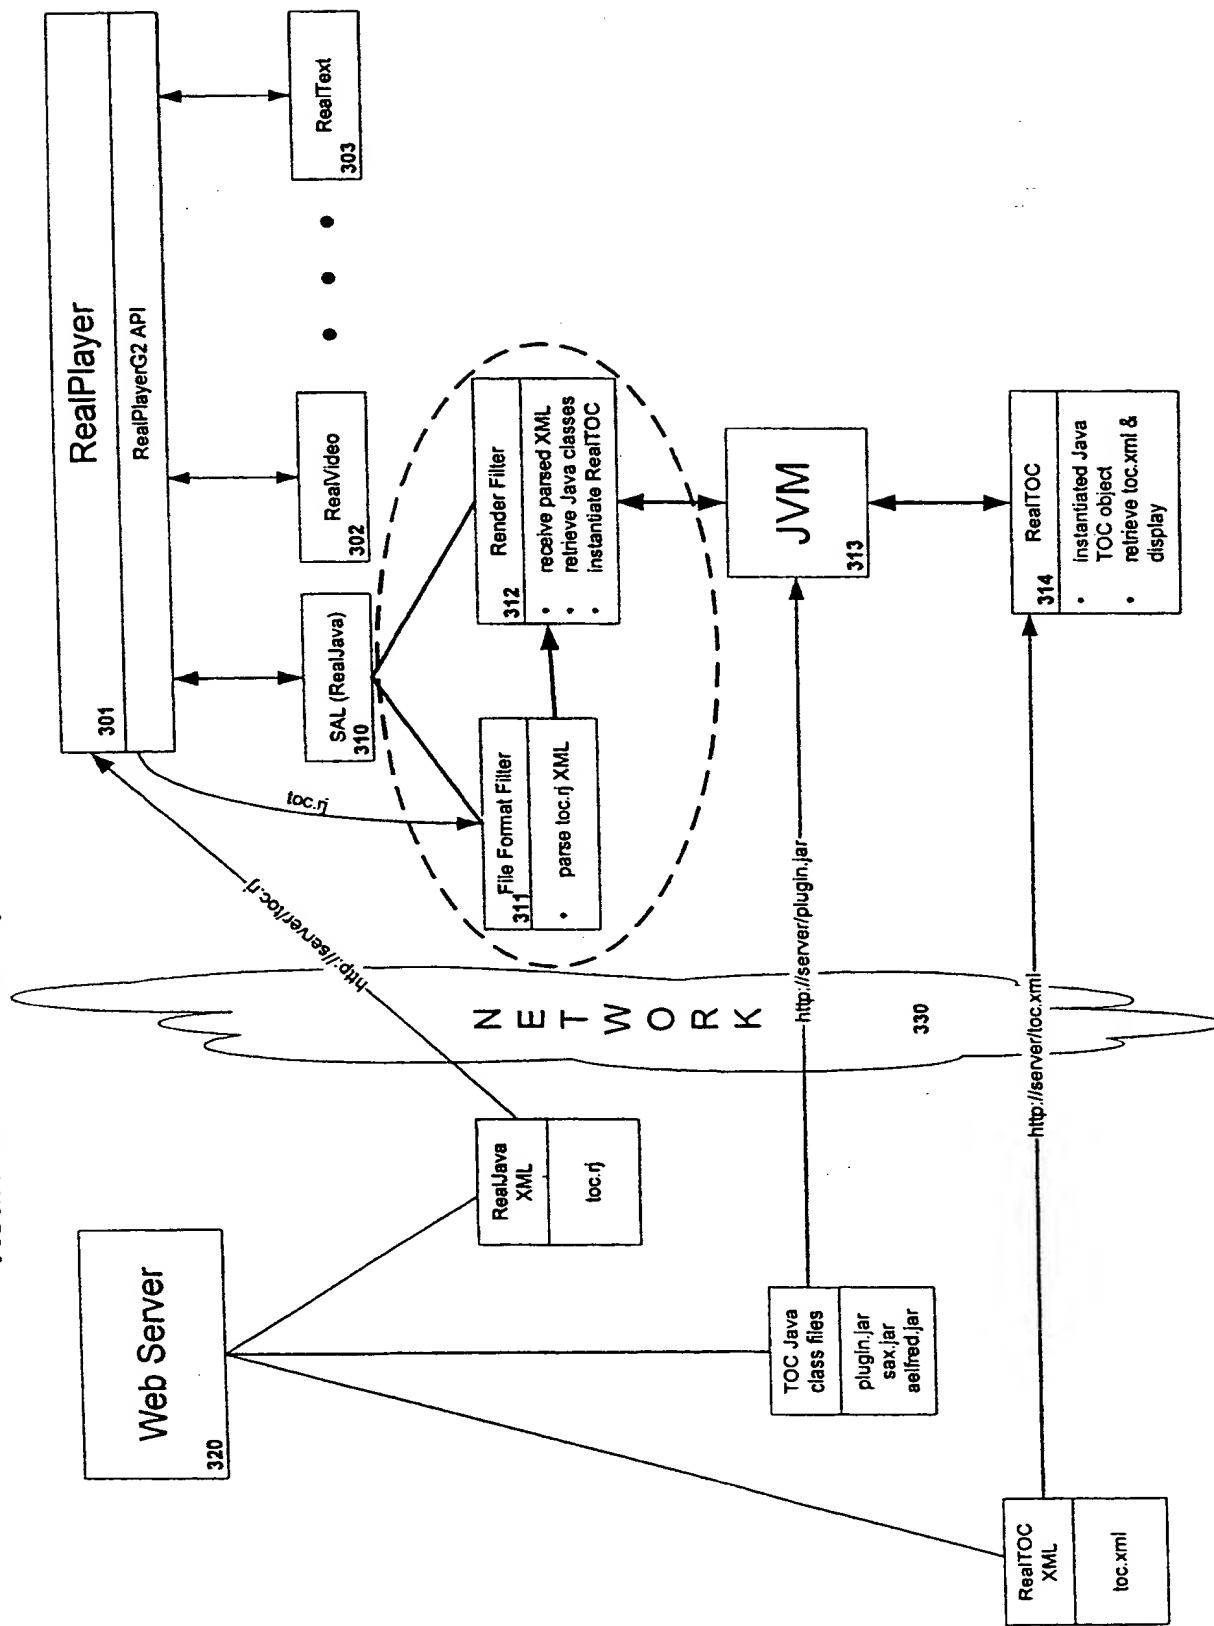 Web Server
320
RealJava
XML
toc.rj
TOC Java
class files
plugin.jar
sax.jar
aelfred.jar
RealTOC
XML
toc.xml
N
E
T
W
O
R
K
330
http://server/toc.rj
http://server/plugin.jar
http://server/toc.xml
RealPlayer
301
RealPlayerG2 API
toc.rj
SAL (RealJava)
310
RealVideo
302
RealText
303
File Format Filter
311
• parse toc.rj XML
Render Filter
312
• receive parsed XML
• retrieve Java classes
• instantiate RealTOC
JVM
313
RealTOC
314
• instantiated Java
TOC object
• retrieve toc.xml &
display